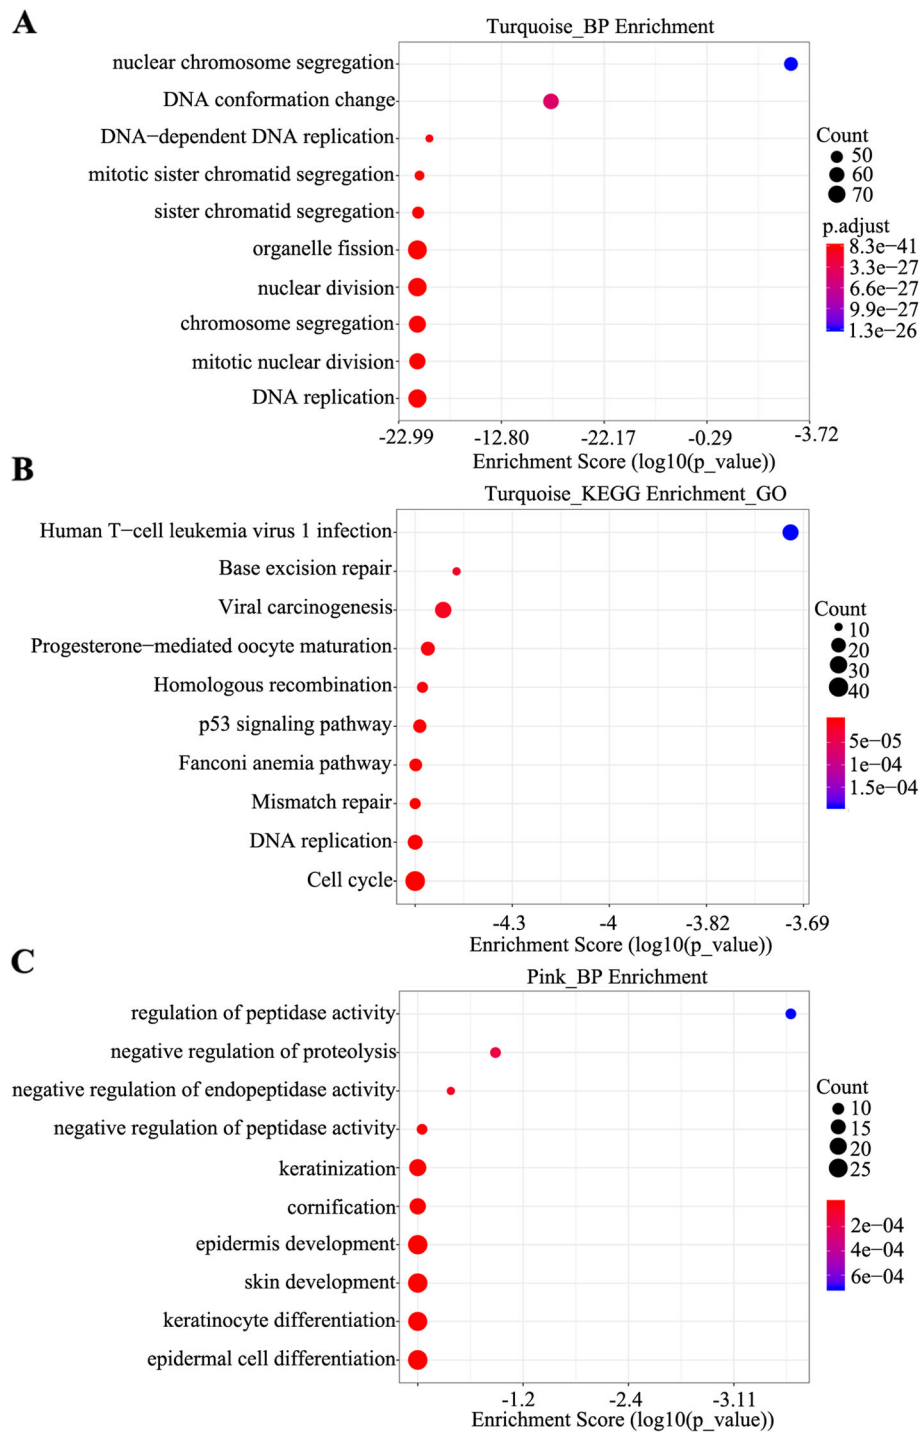 A
Turquoise_BP Enrichment
nuclear chromosome segregation
DNA conformation change
DNA−dependent DNA replication
mitotic sister chromatid segregation
sister chromatid segregation
organelle fission
nuclear division
chromosome segregation
mitotic nuclear division
DNA replication
Count
50
60
70
p.adjust
8.3e−41
3.3e−27
6.6e−27
9.9e−27
1.3e−26
-22.99 -12.80 -22.17 -0.29 -3.72
Enrichment Score (log10(p_value))
B
Turquoise_KEGG Enrichment_GO
Human T−cell leukemia virus 1 infection
Base excision repair
Viral carcinogenesis
Progesterone−mediated oocyte maturation
Homologous recombination
p53 signaling pathway
Fanconi anemia pathway
Mismatch repair
DNA replication
Cell cycle
Count
10
20
30
40
5e−05
1e−04
1.5e−04
-4.3 -4 -3.82 -3.69
Enrichment Score (log10(p_value))
C
Pink_BP Enrichment
regulation of peptidase activity
negative regulation of proteolysis
negative regulation of endopeptidase activity
negative regulation of peptidase activity
keratinization
cornification
epidermis development
skin development
keratinocyte differentiation
epidermal cell differentiation
Count
10
15
20
25
2e−04
4e−04
6e−04
-1.2 -2.4 -3.11
Enrichment Score (log10(p_value))